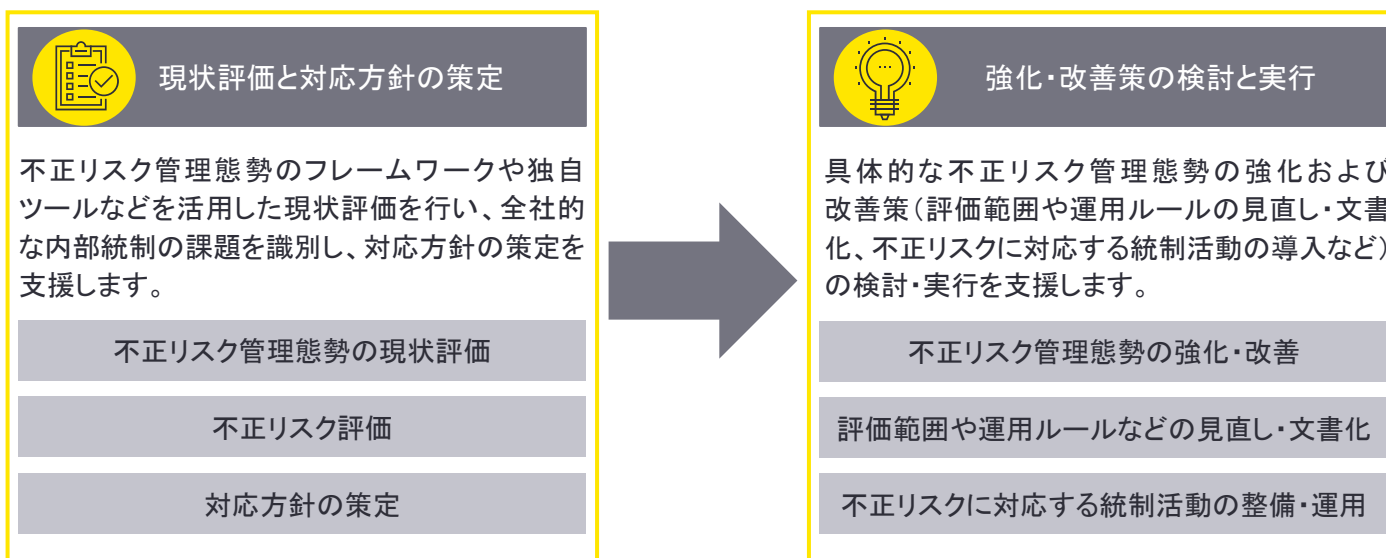 現状評価と対応方針の策定
不正リスク管理態勢のフレームワークや独自
ツールなどを活用した現状評価を行い、全社的
な内部統制の課題を識別し、対応方針の策定を
支援します。
不正リスク管理態勢の現状評価
不正リスク評価
対応方針の策定
強化・改善策の検討と実行
具体的な不正リスク管理態勢の強化および
改善策（評価範囲や運用ルールの見直し・文書
化、不正リスクに対応する統制活動の導入など）
の検討・実行を支援します。
不正リスク管理態勢の強化・改善
評価範囲や運用ルールなどの見直し・文書化
不正リスクに対応する統制活動の整備・運用